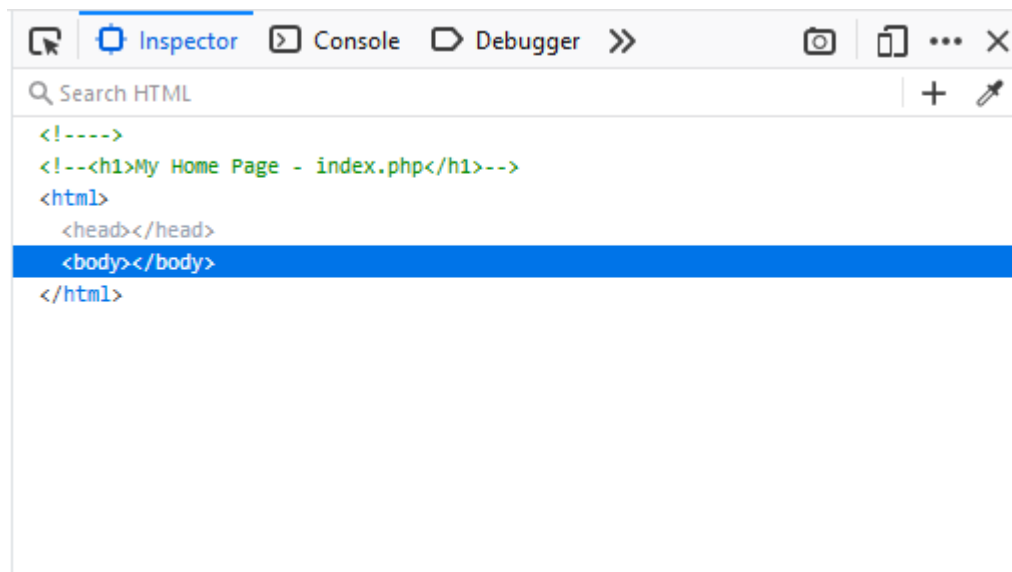 Inspector Console Debugger
Search HTML
<!---->
<!--<h1>My Home Page - index.php</h1>-->
<html>
<head></head>
<body></body>
</html>